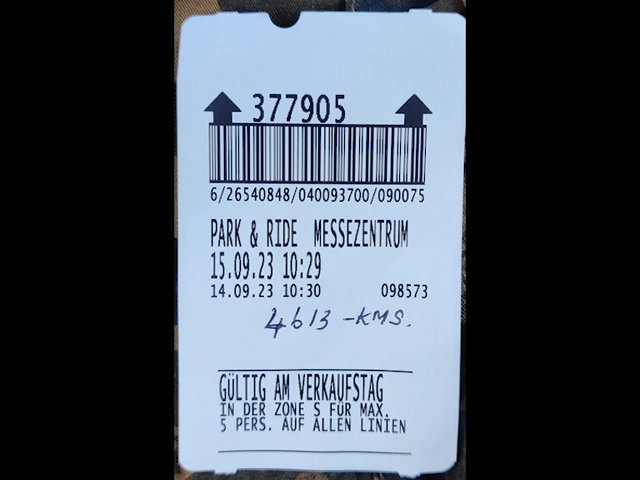 377905
6/26540848/040093700/090075
PARK & RIDE MESSEZENTRUM
15.09.23 10:29
14.09.23 10:30 098573
4613 -KMS.
GÜLTIG AM VERKAUFSTAG
IN DER ZONE S FÜR MAX.
5 PERS. AUF ALLEN LINIEN